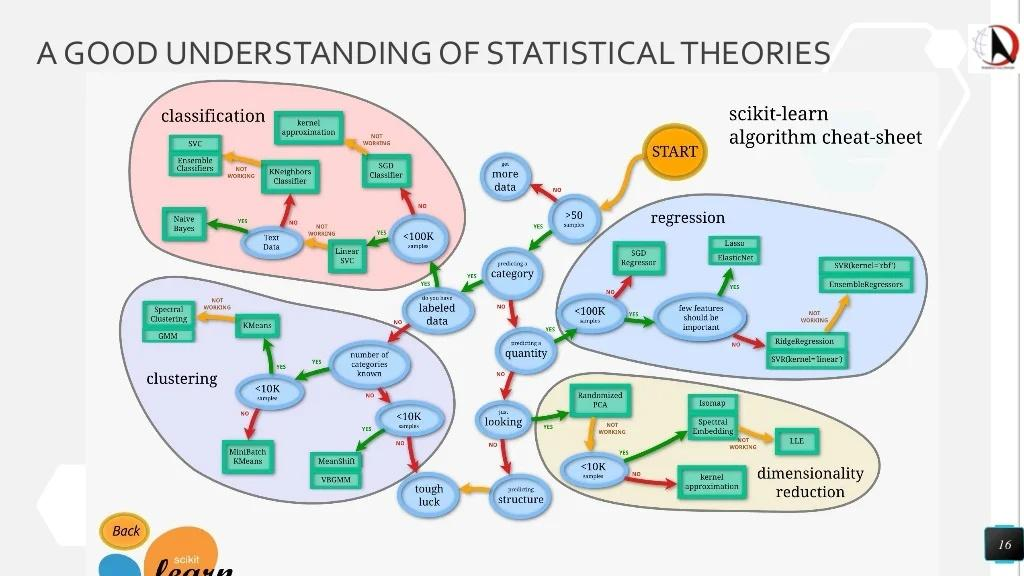 A GOOD UNDERSTANDING OF STATISTICAL THEORIES
scikit-learn
algorithm cheat-sheet
START
classification
kernel
approximation
NOT
WORKING
SVC
Ensemble
Classifiers
NOT
WORKING
KNeighbors
Classifier
SGD
Classifier
NO
Naive
Bayes
YES
NO
Text
Data
NOT
WORKING
Linear
SVC
YES
<100K
samples
get
more
data
NO
>50
samples
YES
predicting a
category
YES
NO
do you have
labeled
data
YES
NO
predicting a
quantity
YES
NO
just
looking
YES
NO
predicting
structure
tough
luck
regression
SGD
Regressor
NO
<100K
samples
YES
Lasso
ElasticNet
YES
few features
should be
important
NO
SVR(kernel='rbf')
EnsembleRegressors
NOT
WORKING
RidgeRegression
SVR(kernel='linear')
clustering
Spectral
Clustering
GMM
NOT
WORKING
KMeans
YES
<10K
samples
NO
MiniBatch
KMeans
YES
number of
categories
known
NO
<10K
samples
YES
NO
MeanShift
VBGMM
Randomized
PCA
NOT
WORKING
<10K
samples
YES
NO
Isomap
Spectral
Embedding
NOT
WORKING
LLE
kernel
approximation
dimensionality
reduction
Back
scikit
learn
16